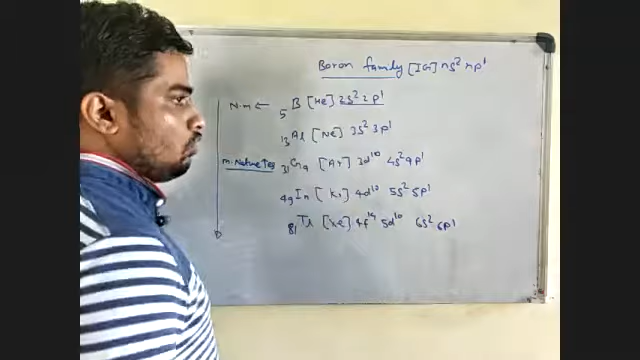 Boron family [IG] ns² np¹
N.m ← ₅B [He] 2s² 2p¹
₁₃Al [Ne] 3s² 3p¹
m.Nature Tes ₃₁Ga [Ar] 3d¹⁰ 4s² 4p¹
₄₉In [Kr] 4d¹⁰ 5s² 5p¹
₈₁Tl [Xe] 4f¹⁴ 5d¹⁰ 6s² 6p¹